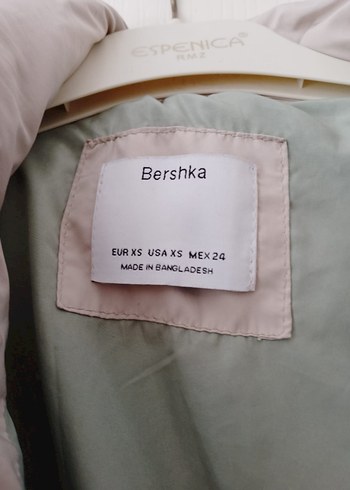 ESPENICA
RMZ
Bershka
EUR XS USA XS MEX 24
MADE IN BANGLADESH